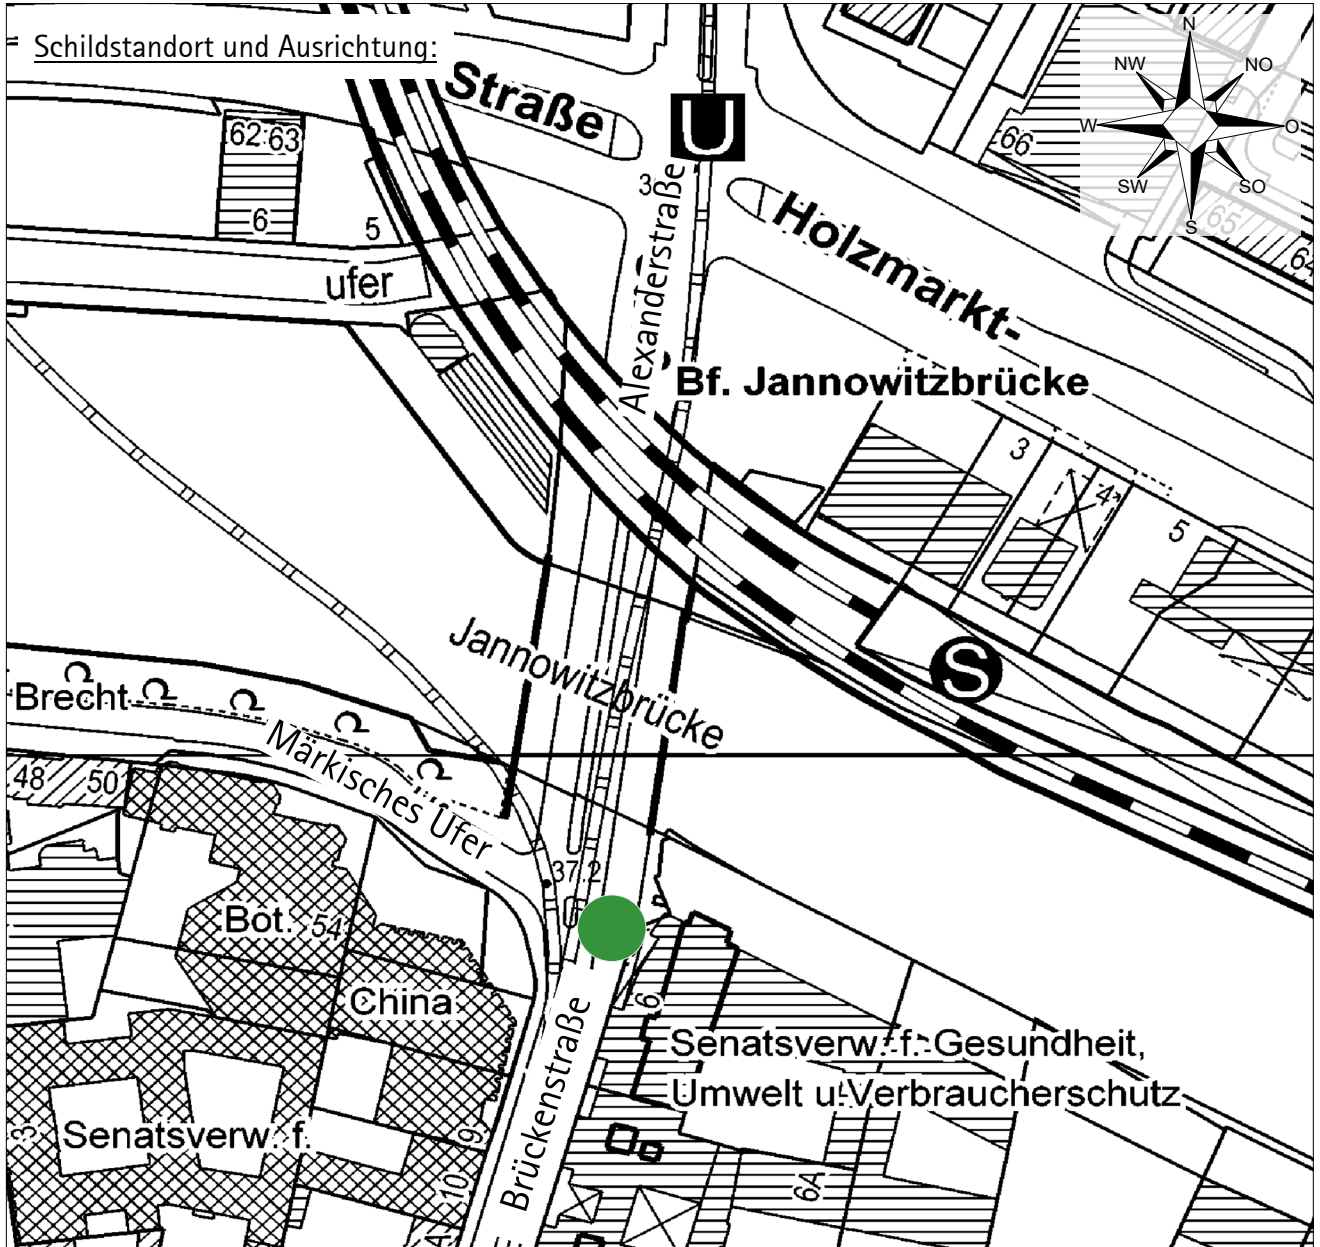 Schildstandort und Ausrichtung:
N
NW
NO
W
O
SW
SO
S
Straße
U
62 63
66
6
5
3
Alexanderstraße
Holzmarkt-
65
64
ufer
Bf. Jannowitzbrücke
3
4
5
Jannowitzbrücke
S
Brecht
Märkisches Ufer
48
50
37.2
Bot.
54
China
6
Senatsverw. f. Gesundheit,
Umwelt u. Verbraucherschutz
Senatsverw. f.
Brückenstraße
9
10
6A